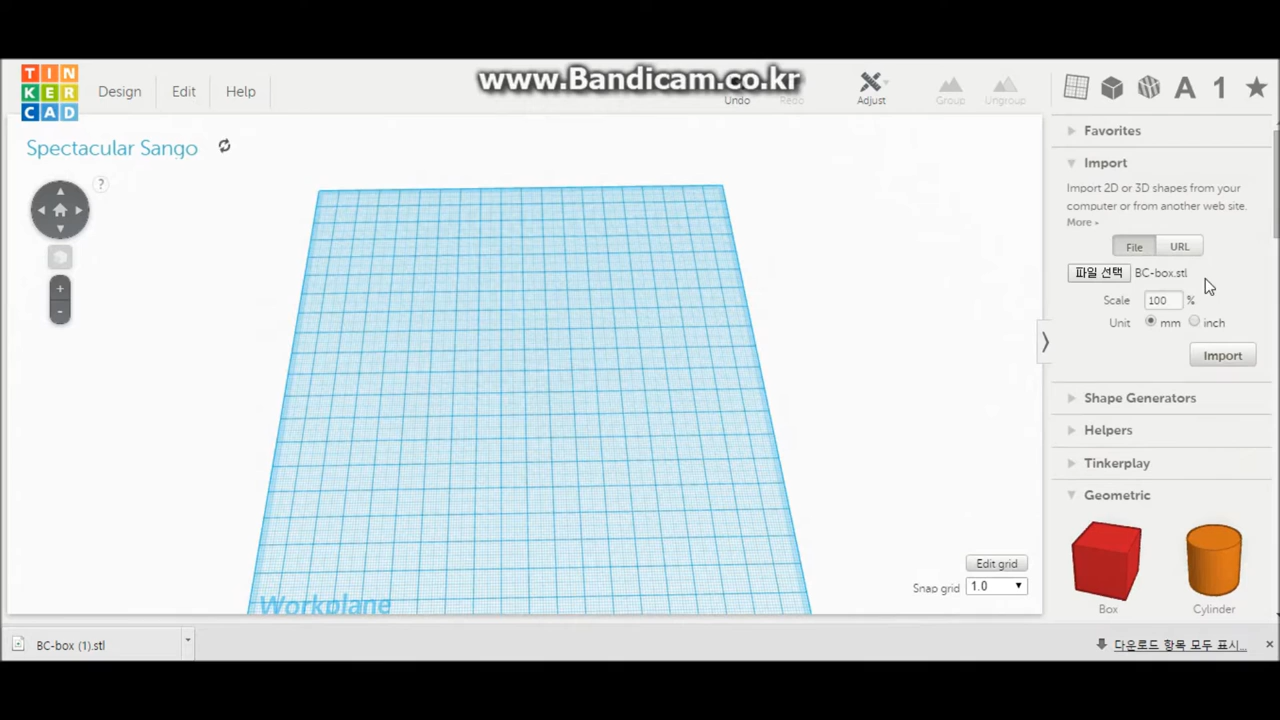 www.Bandicam.co.kr
TIN
KER
CAD
Design
Edit
Help
Undo
Redo
Adjust
Group
Ungroup
A
1
Spectacular Sango
?
Favorites
Import
Import 2D or 3D shapes from your
computer or from another web site.
More
File
URL
파일 선택
BC-box.stl
Scale
100
%
Unit
mm
inch
Import
Shape Generators
Helpers
Tinkerplay
Geometric
Box
Cylinder
Edit grid
Snap grid
1.0
Workplane
BC-box (1).stl
다운로드 항목 모두 표시...